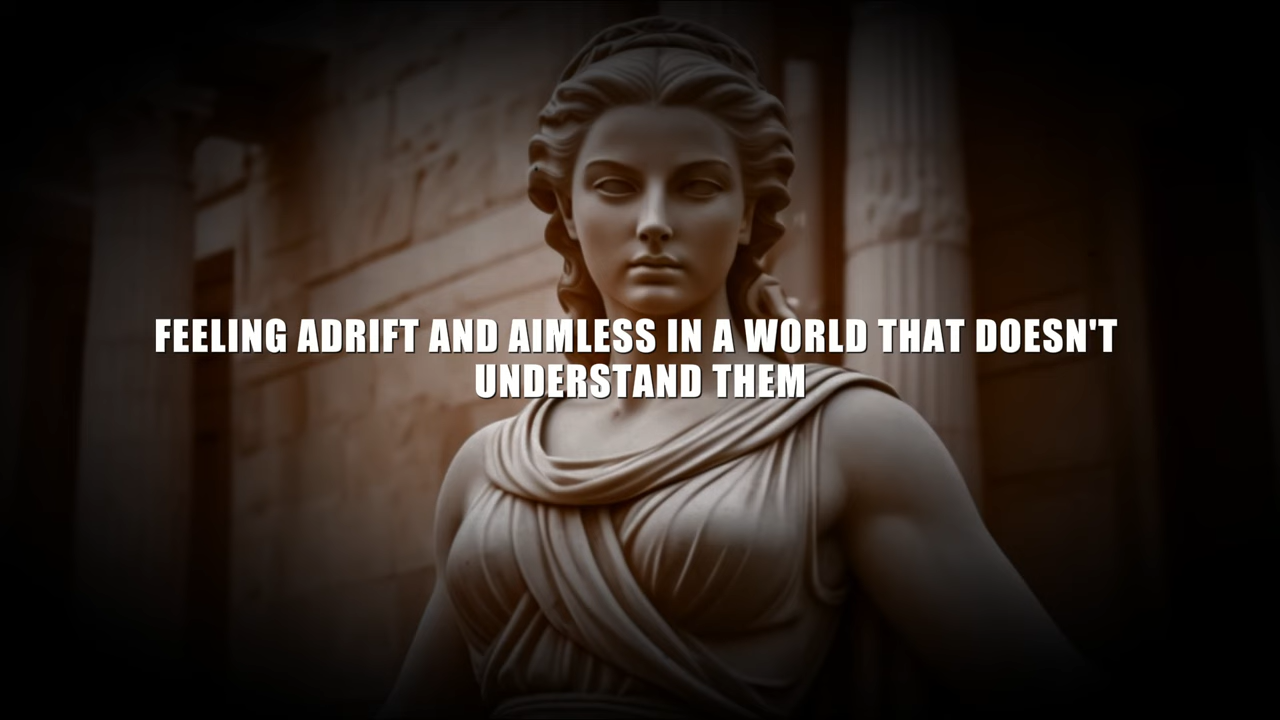 FEELING ADRIFT AND AIMLESS IN A WORLD THAT DOESN'T
UNDERSTAND THEM